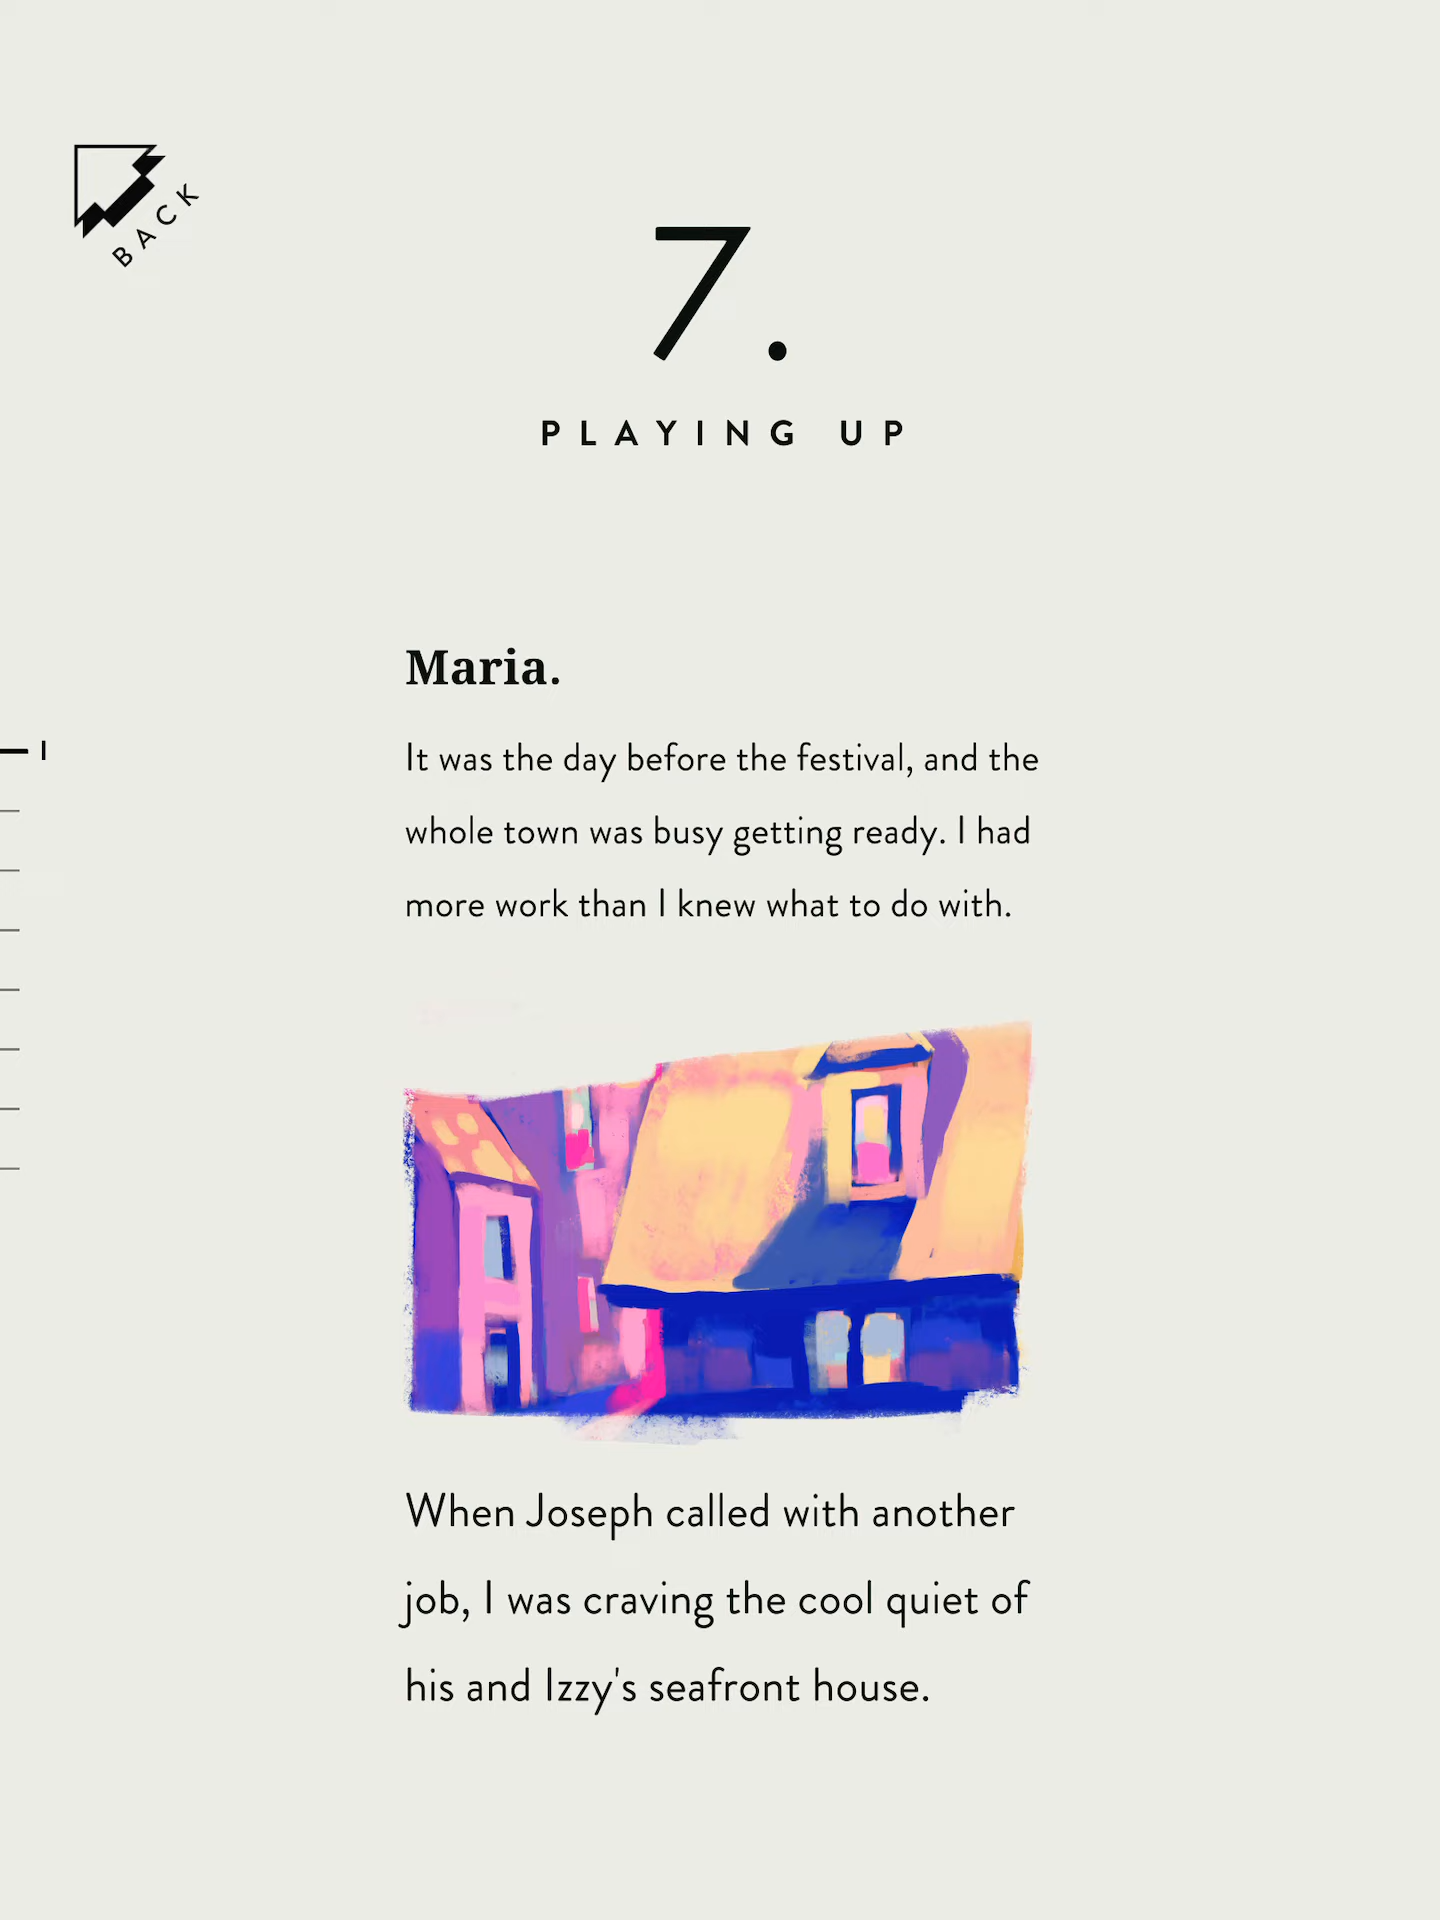 BACK
7.
PLAYING UP
Maria.
It was the day before the festival, and the
whole town was busy getting ready. I had
more work than I knew what to do with.
I
When Joseph called with another
job, I was craving the cool quiet of
his and Izzy's seafront house.